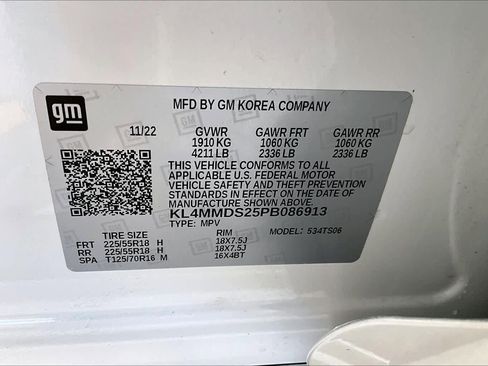 gm
MFD BY GM KOREA COMPANY
11/22 GVWR GAWR FRT GAWR RR
1910 KG 1060 KG 1060 KG
4211 LB 2336 LB 2336 LB
THIS VEHICLE CONFORMS TO ALL
APPLICABLE U.S. FEDERAL MOTOR
VEHICLE SAFETY AND THEFT PREVENTION
STANDARDS IN EFFECT ON THE DATE OF
MANUFACTURE SHOWN ABOVE.
KL4MMDS25PB086913
TYPE: MPV MODEL: 534TS06
TIRE SIZE RIM
FRT 225/55R18 H 18X7.5J
RR 225/55R18 H 18X7.5J
SPA T125/70R16 M 16X4BT